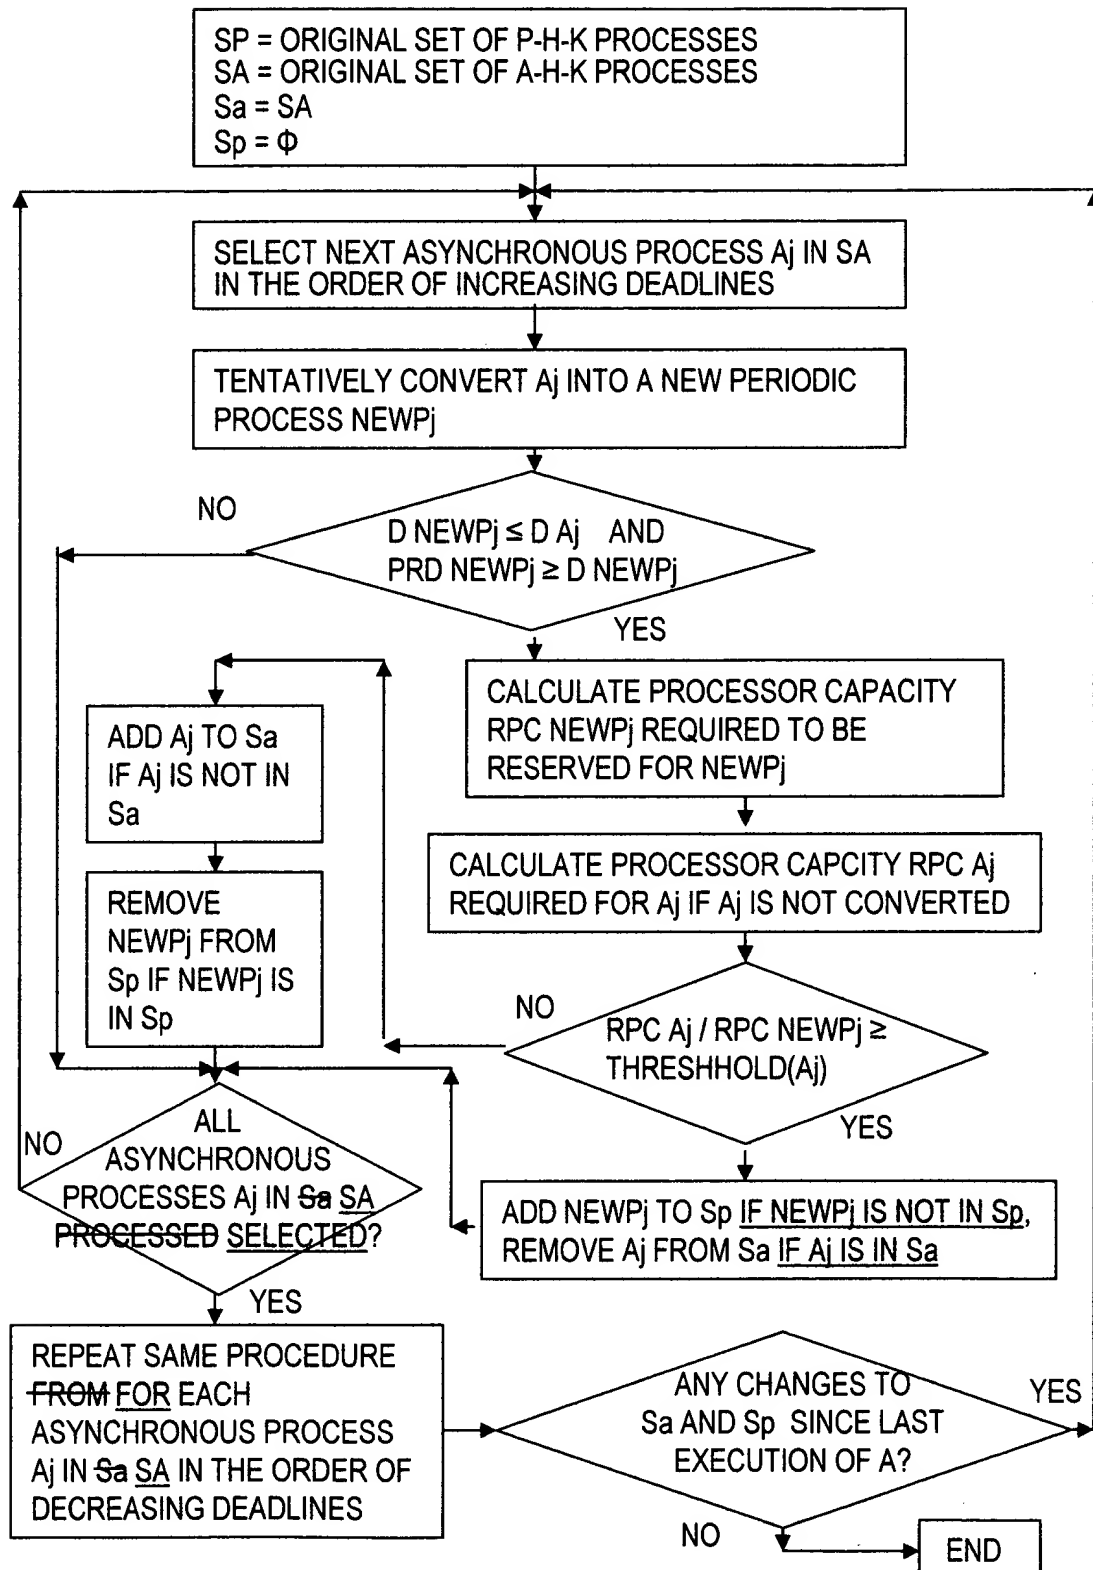 SP = ORIGINAL SET OF P-H-K PROCESSES
SA = ORIGINAL SET OF A-H-K PROCESSES
Sa = SA
Sp = Φ
SELECT NEXT ASYNCHRONOUS PROCESS Aj IN SA
IN THE ORDER OF INCREASING DEADLINES
TENTATIVELY CONVERT Aj INTO A NEW PERIODIC
PROCESS NEWPj
NO
D NEWPj ≤ D Aj AND
PRD NEWPj ≥ D NEWPj
YES
CALCULATE PROCESSOR CAPACITY
RPC NEWPj REQUIRED TO BE
RESERVED FOR NEWPj
ADD Aj TO Sa
IF Aj IS NOT IN
Sa
CALCULATE PROCESSOR CAPCITY RPC Aj
REQUIRED FOR Aj IF Aj IS NOT CONVERTED
REMOVE
NEWPj FROM
Sp IF NEWPj IS
IN Sp
NO
RPC Aj / RPC NEWPj ≥
THRESHHOLD(Aj)
YES
NO
ALL
ASYNCHRONOUS
PROCESSES Aj IN Sa SA
PROCESSED SELECTED?
YES
ADD NEWPj TO Sp IF NEWPj IS NOT IN Sp,
REMOVE Aj FROM Sa IF Aj IS IN Sa
REPEAT SAME PROCEDURE
FROM FOR EACH
ASYNCHRONOUS PROCESS
Aj IN Sa SA IN THE ORDER OF
DECREASING DEADLINES
ANY CHANGES TO
Sa AND Sp SINCE LAST
EXECUTION OF A?
YES
NO
END